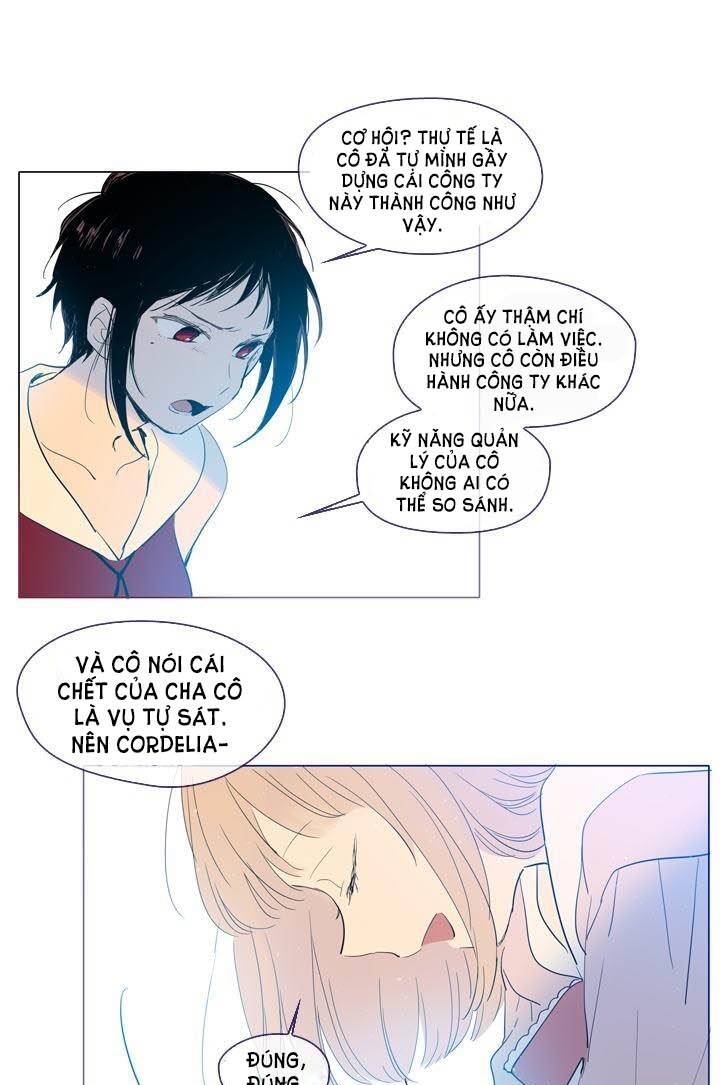 CƠ HỘI? THỰ TẾ LÀ
CÔ ĐÃ TỰ MÌNH GẦY
DỰNG CÁI CÔNG TY
NÀY THÀNH CÔNG NHƯ
VẬY.
CÔ ẤY THẬM CHÍ
KHÔNG CÓ LÀM VIỆC.
NHƯNG CÔ CÒN ĐIỀU
HÀNH CÔNG TY KHÁC
NỮA.
KỸ NĂNG QUẢN
LÝ CỦA CÔ
KHÔNG AI CÓ
THỂ SO SÁNH.
VÀ CÔ NÓI CÁI
CHẾT CỦA CHA CÔ
LÀ VỤ TỰ SÁT.
NÊN CORDELIA-
ĐÚNG,
ĐÚNG